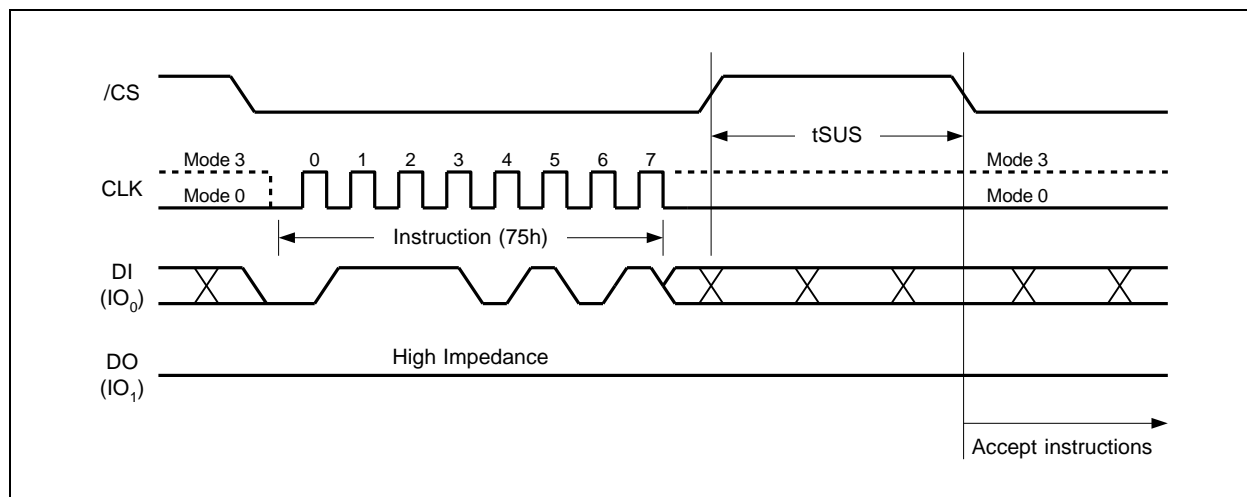 /CS
tSUS
Mode 3
0 1 2 3 4 5 6 7
Mode 3
CLK
Mode 0
Mode 0
Instruction (75h)
DI
(IO0)
High Impedance
DO
(IO1)
Accept instructions